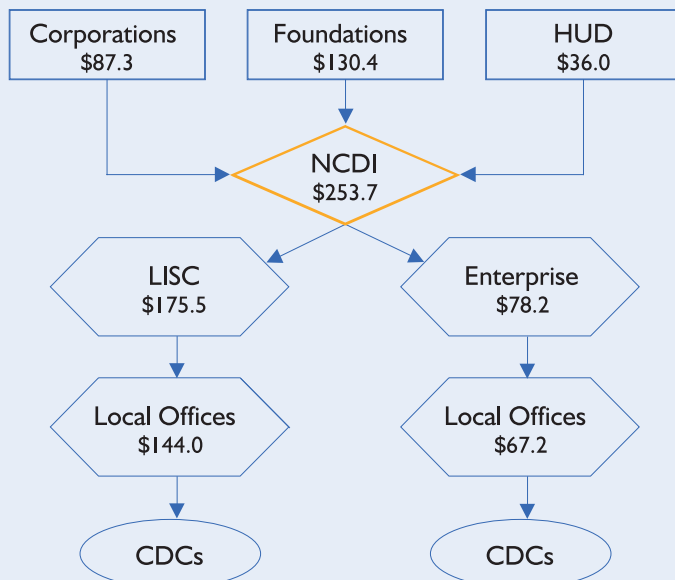 Corporations
$87.3
Foundations
$130.4
HUD
$36.0
NCDI
$253.7
LISC
$175.5
Enterprise
$78.2
Local Offices
$144.0
Local Offices
$67.2
CDCs
CDCs